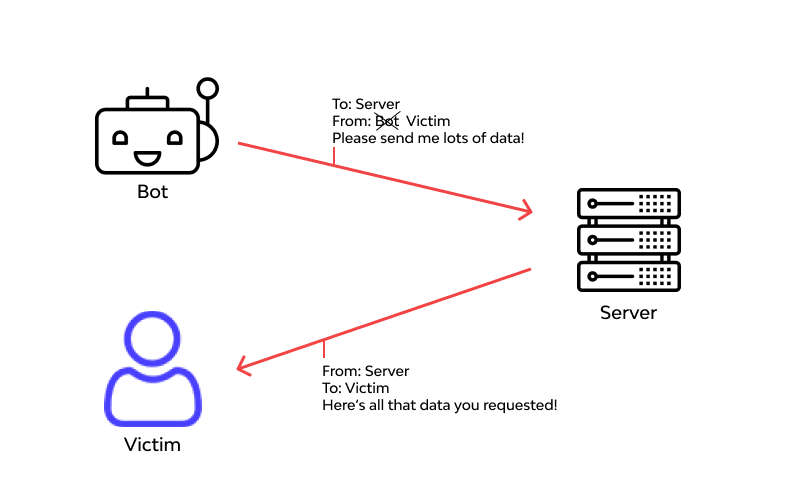 To: Server
From: Bot Victim
Please send me lots of data!
Bot
Server
From: Server
To: Victim
Here's all that data you requested!
Victim